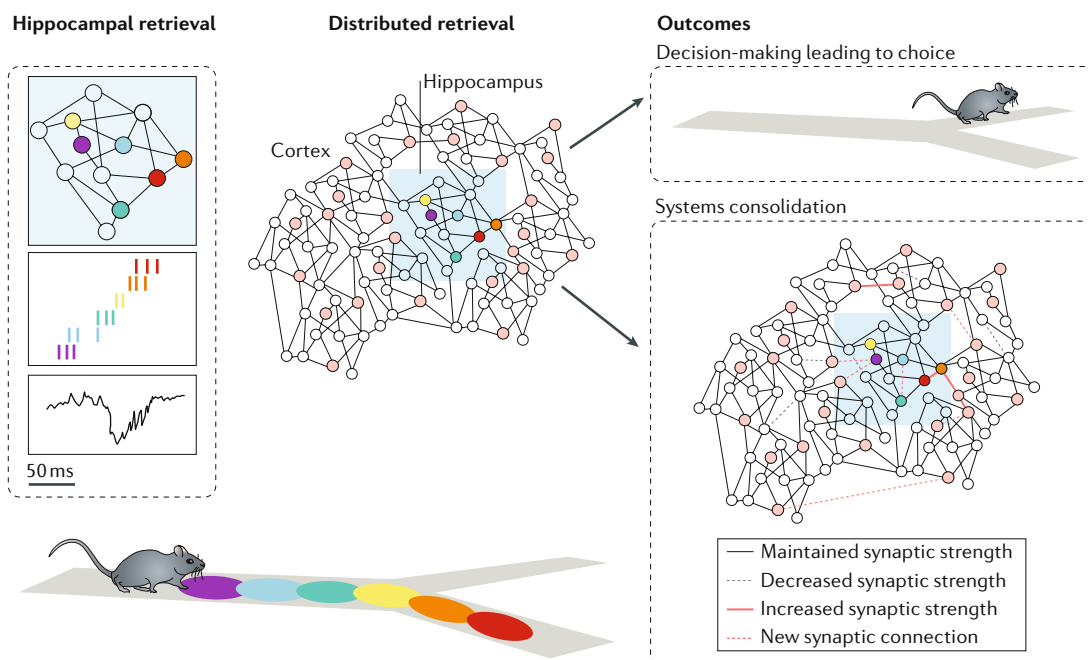 Hippocampal retrieval
Distributed retrieval
Outcomes
Decision-making leading to choice
Hippocampus
Cortex
Systems consolidation
50 ms
Maintained synaptic strength
Decreased synaptic strength
Increased synaptic strength
New synaptic connection